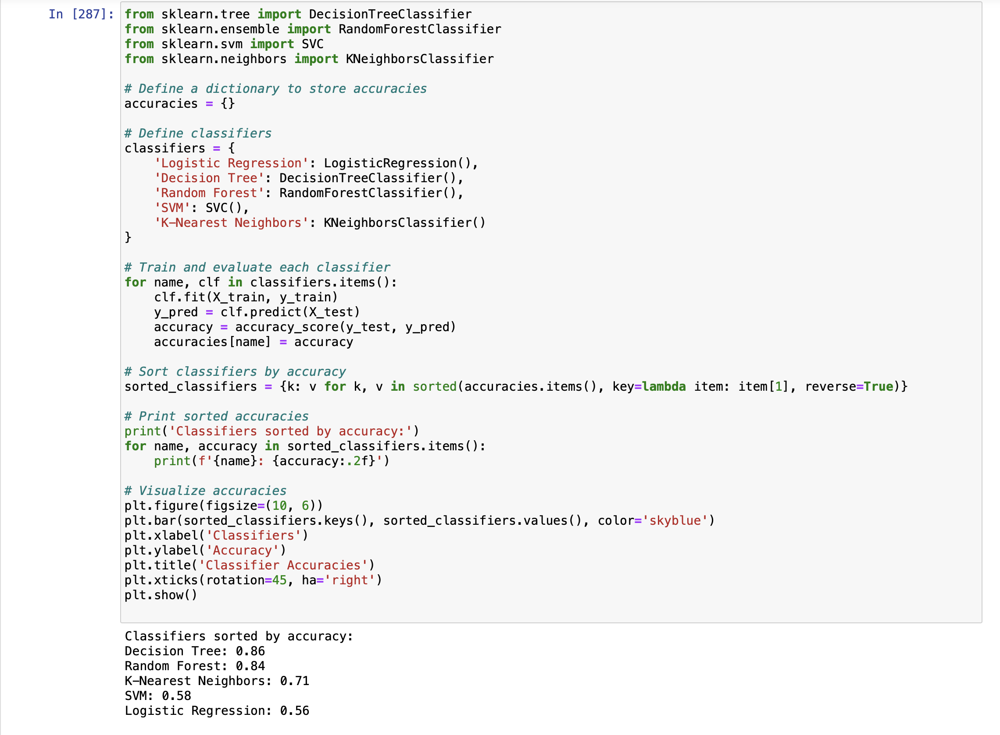 In [287]:
from sklearn.tree import DecisionTreeClassifier
from sklearn.ensemble import RandomForestClassifier
from sklearn.svm import SVC
from sklearn.neighbors import KNeighborsClassifier
# Define a dictionary to store accuracies
accuracies = {}
# Define classifiers
classifiers = {
    'Logistic Regression': LogisticRegression(),
    'Decision Tree': DecisionTreeClassifier(),
    'Random Forest': RandomForestClassifier(),
    'SVM': SVC(),
    'K-Nearest Neighbors': KNeighborsClassifier()
}
# Train and evaluate each classifier
for name, clf in classifiers.items():
    clf.fit(X_train, y_train)
    y_pred = clf.predict(X_test)
    accuracy = accuracy_score(y_test, y_pred)
    accuracies[name] = accuracy
# Sort classifiers by accuracy
sorted_classifiers = {k: v for k, v in sorted(accuracies.items(), key=lambda item: item[1], reverse=True)}
# Print sorted accuracies
print('Classifiers sorted by accuracy:')
for name, accuracy in sorted_classifiers.items():
    print(f'{name}: {accuracy:.2f}')
# Visualize accuracies
plt.figure(figsize=(10, 6))
plt.bar(sorted_classifiers.keys(), sorted_classifiers.values(), color='skyblue')
plt.xlabel('Classifiers')
plt.ylabel('Accuracy')
plt.title('Classifier Accuracies')
plt.xticks(rotation=45, ha='right')
plt.show()
Classifiers sorted by accuracy:
Decision Tree: 0.86
Random Forest: 0.84
K-Nearest Neighbors: 0.71
SVM: 0.58
Logistic Regression: 0.56